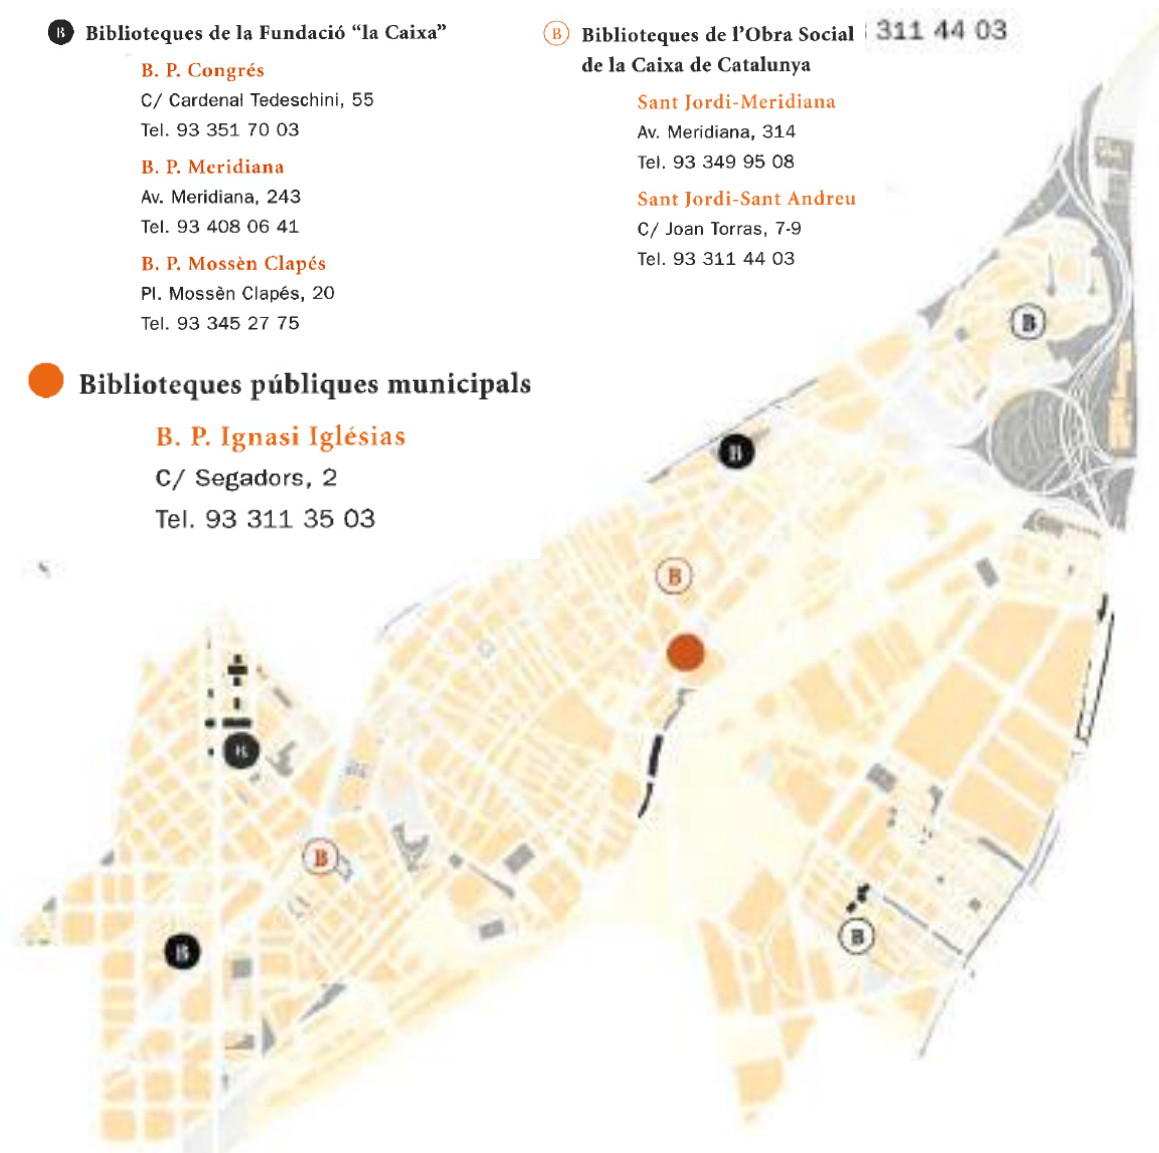 B Biblioteques de la Fundació “la Caixa”
B. P. Congrés
C/ Cardenal Tedeschini, 55
Tel. 93 351 70 03
B. P. Meridiana
Av. Meridiana, 243
Tel. 93 408 06 41
B. P. Mossèn Clapés
Pl. Mossèn Clapés, 20
Tel. 93 345 27 75
B Biblioteques de l’Obra Social
de la Caixa de Catalunya
311 44 03
Sant Jordi-Meridiana
Av. Meridiana, 314
Tel. 93 349 95 08
Sant Jordi-Sant Andreu
C/ Joan Torras, 7-9
Tel. 93 311 44 03
Biblioteques públiques municipals
B. P. Ignasi Iglésias
C/ Segadors, 2
Tel. 93 311 35 03
B
B
B
B
B
B
B